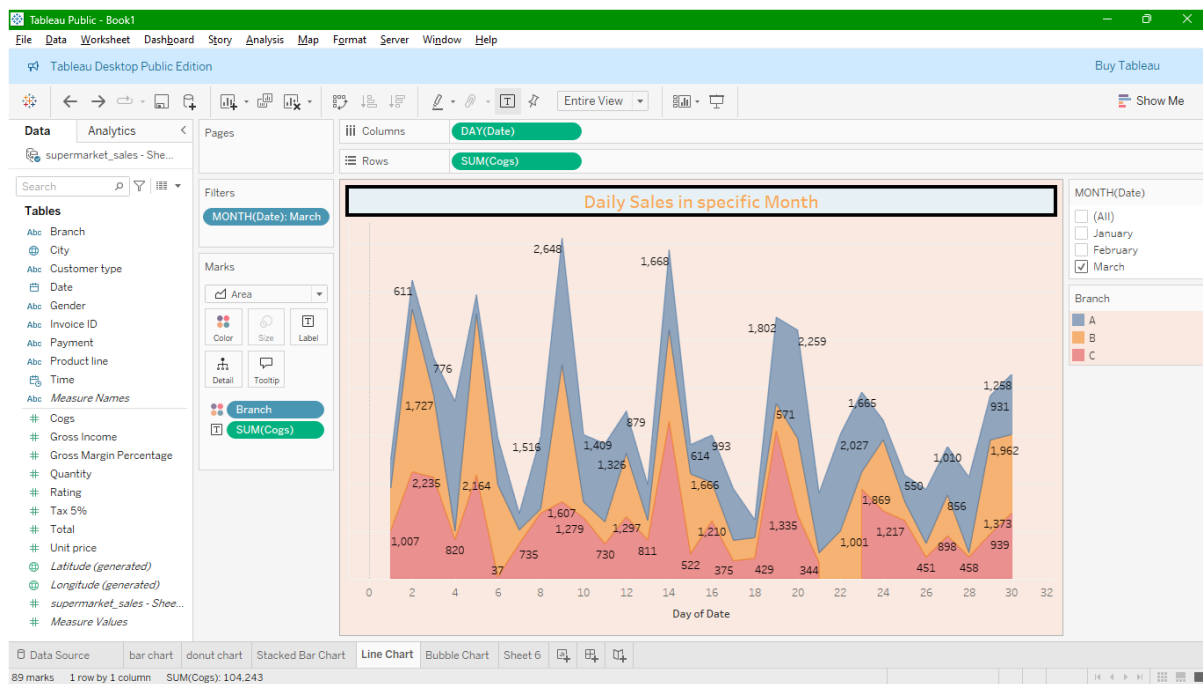 Tableau Public - Book1
File Data Worksheet Dashboard Story Analysis Map Format Server Window Help
Tableau Desktop Public Edition
Buy Tableau
Entire View
Show Me
Data
Analytics
supermarket_sales - She...
Search
Tables
Abc Branch
City
Abc Customer type
Date
Abc Gender
Abc Invoice ID
Abc Payment
Abc Product line
Time
Abc Measure Names
Cogs
Gross Income
Gross Margin Percentage
Quantity
Rating
Tax 5%
Total
Unit price
Latitude (generated)
Longitude (generated)
supermarket_sales - Shee...
Measure Values
Pages
Filters
MONTH(Date): March
Marks
Area
Color Size Label
Detail Tooltip
Branch
SUM(Cogs)
Columns
DAY(Date)
Rows
SUM(Cogs)
Daily Sales in specific Month
2,648
1,668
611
1,802
2,259
776
1,258
1,665
1,727
931
879
1,516 1,409
993
2,027
614
1,962
571
1,326
1,010
2,235 2,164
1,666
550
1,869
856
1,607
1,279
1,297
1,210
1,335
1,217
1,373
1,007
820
735
730
811
1,001
898
939
522
375
429
344
451
458
37
0 2 4 6 8 10 12 14 16 18 20 22 24 26 28 30 32
Day of Date
MONTH(Date)
(All)
January
February
March
Branch
A
B
C
Data Source bar chart donut chart Stacked Bar Chart Line Chart Bubble Chart Sheet 6
89 marks 1 row by 1 column SUM(Cogs): 104,243